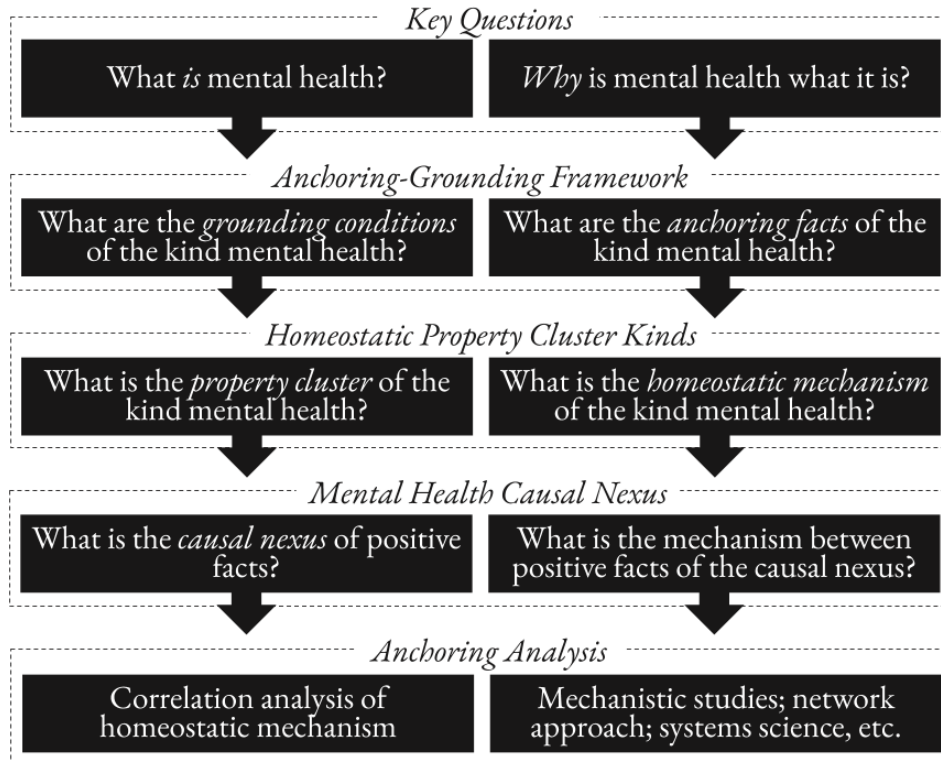 Key Questions
What is mental health?
Why is mental health what it is?
Anchoring-Grounding Framework
What are the grounding conditions
of the kind mental health?
What are the anchoring facts of the
kind mental health?
Homeostatic Property Cluster Kinds
What is the property cluster of the
kind mental health?
What is the homeostatic mechanism
of the kind mental health?
Mental Health Causal Nexus
What is the causal nexus of positive
facts?
What is the mechanism between
positive facts of the causal nexus?
Anchoring Analysis
Correlation analysis of
homeostatic mechanism
Mechanistic studies; network
approach; systems science, etc.